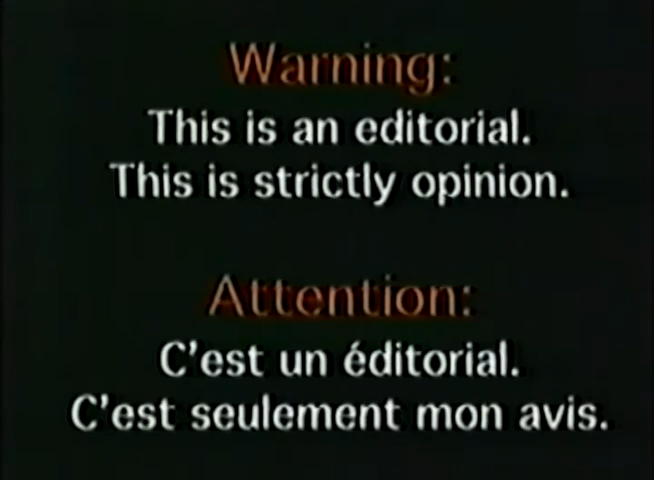 Warning:
This is an editorial.
This is strictly opinion.
Attention:
C'est un éditorial.
C'est seulement mon avis.